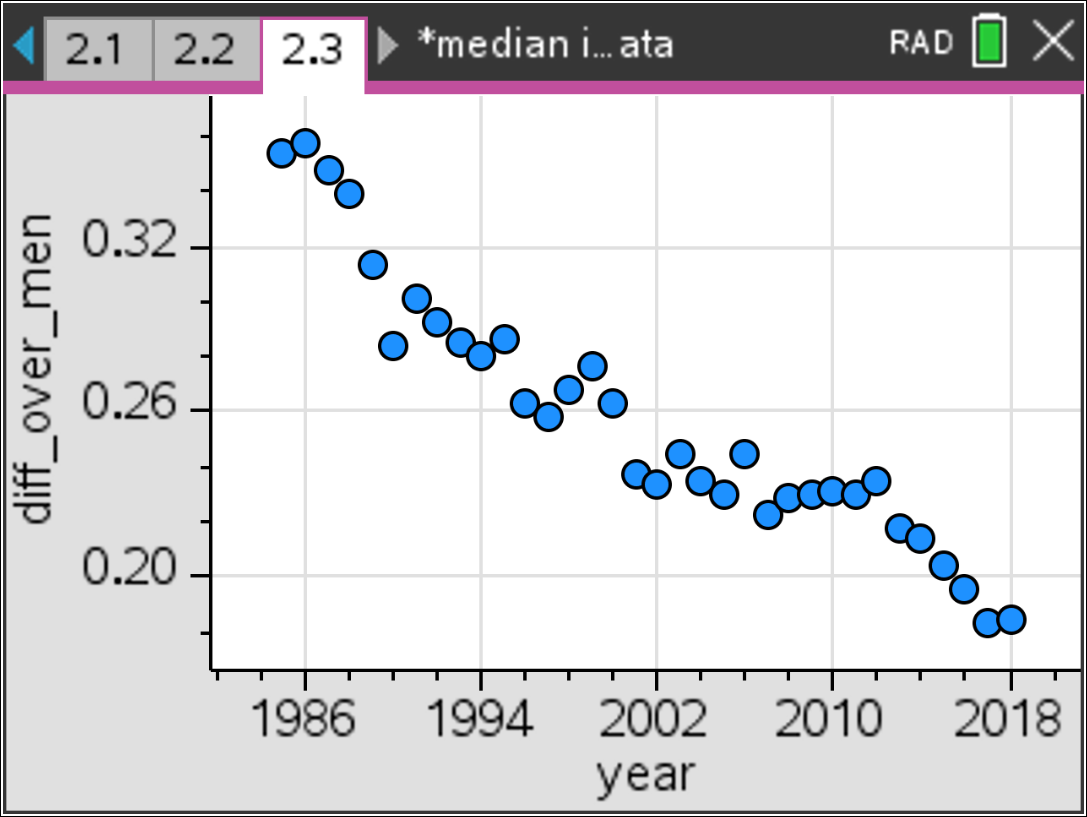 2.1 2.2 2.3 *median i...ata RAD
diff_over_men
0.32
0.26
0.20
1986 1994 2002 2010 2018
year